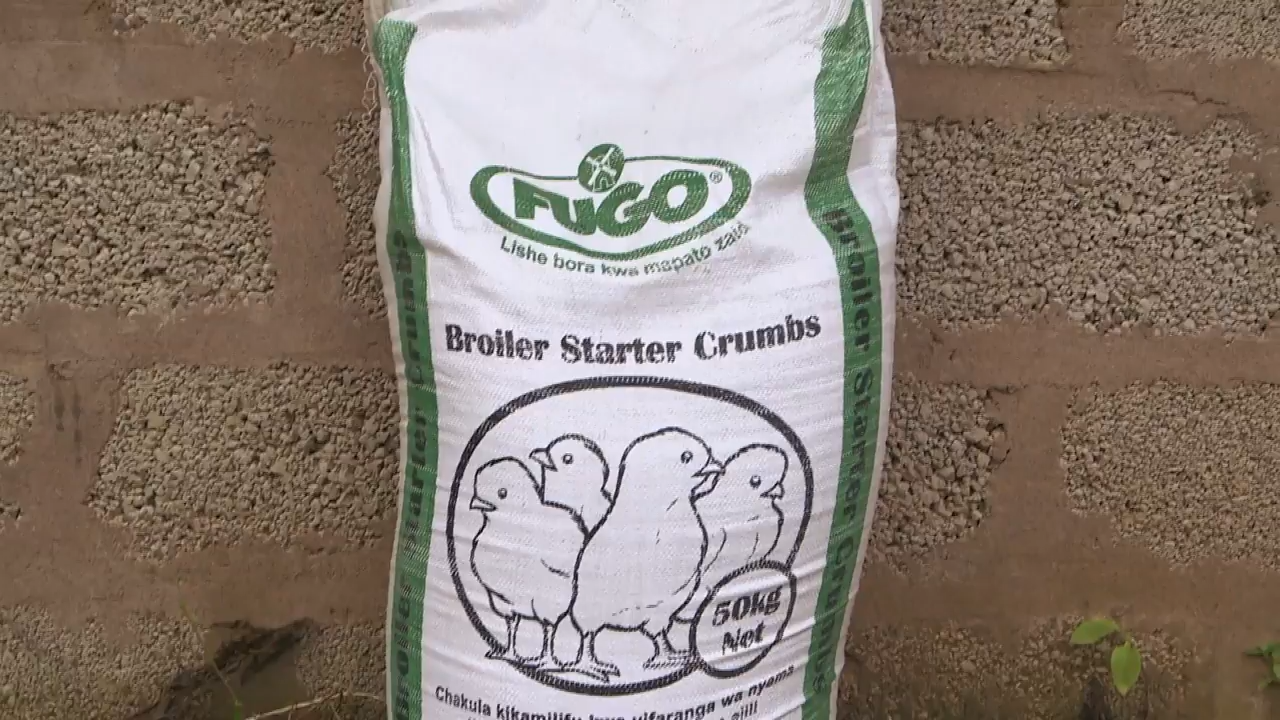 FUGO®
Lishe bora kwa mapato zaidi
Broiler Starter Crumbs
50kg
Net
Chakula kikamilifu kwa vifaranga wa nyama
Broiler Starter Crumbs
Broiler Starter Crumbs